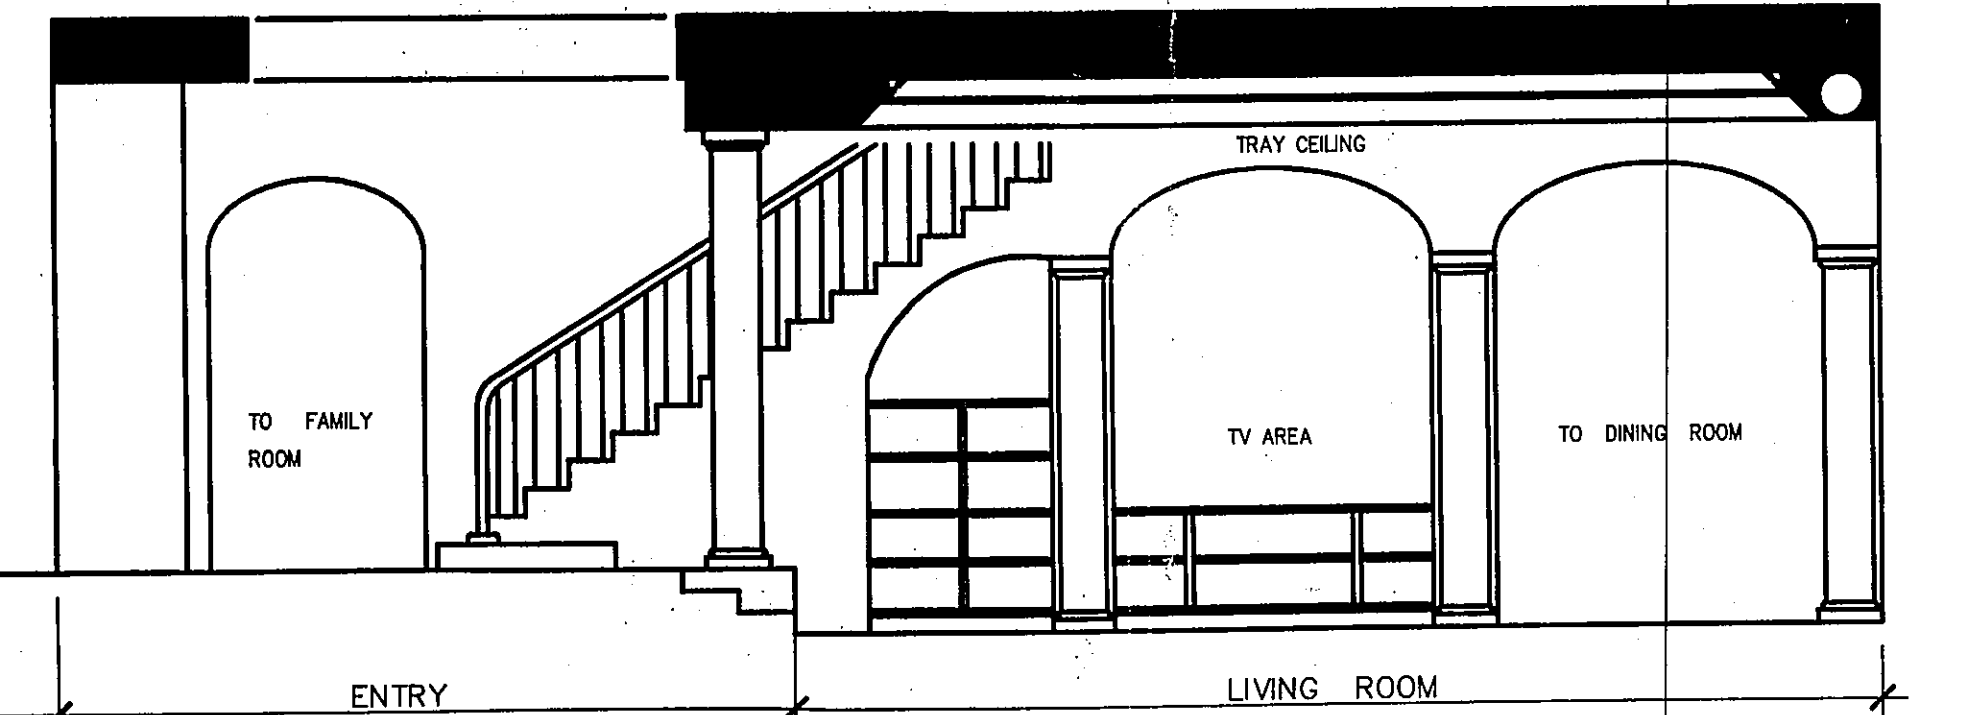 TRAY CEILING
TO FAMILY
ROOM
TV AREA
TO DINING ROOM
ENTRY
LIVING ROOM